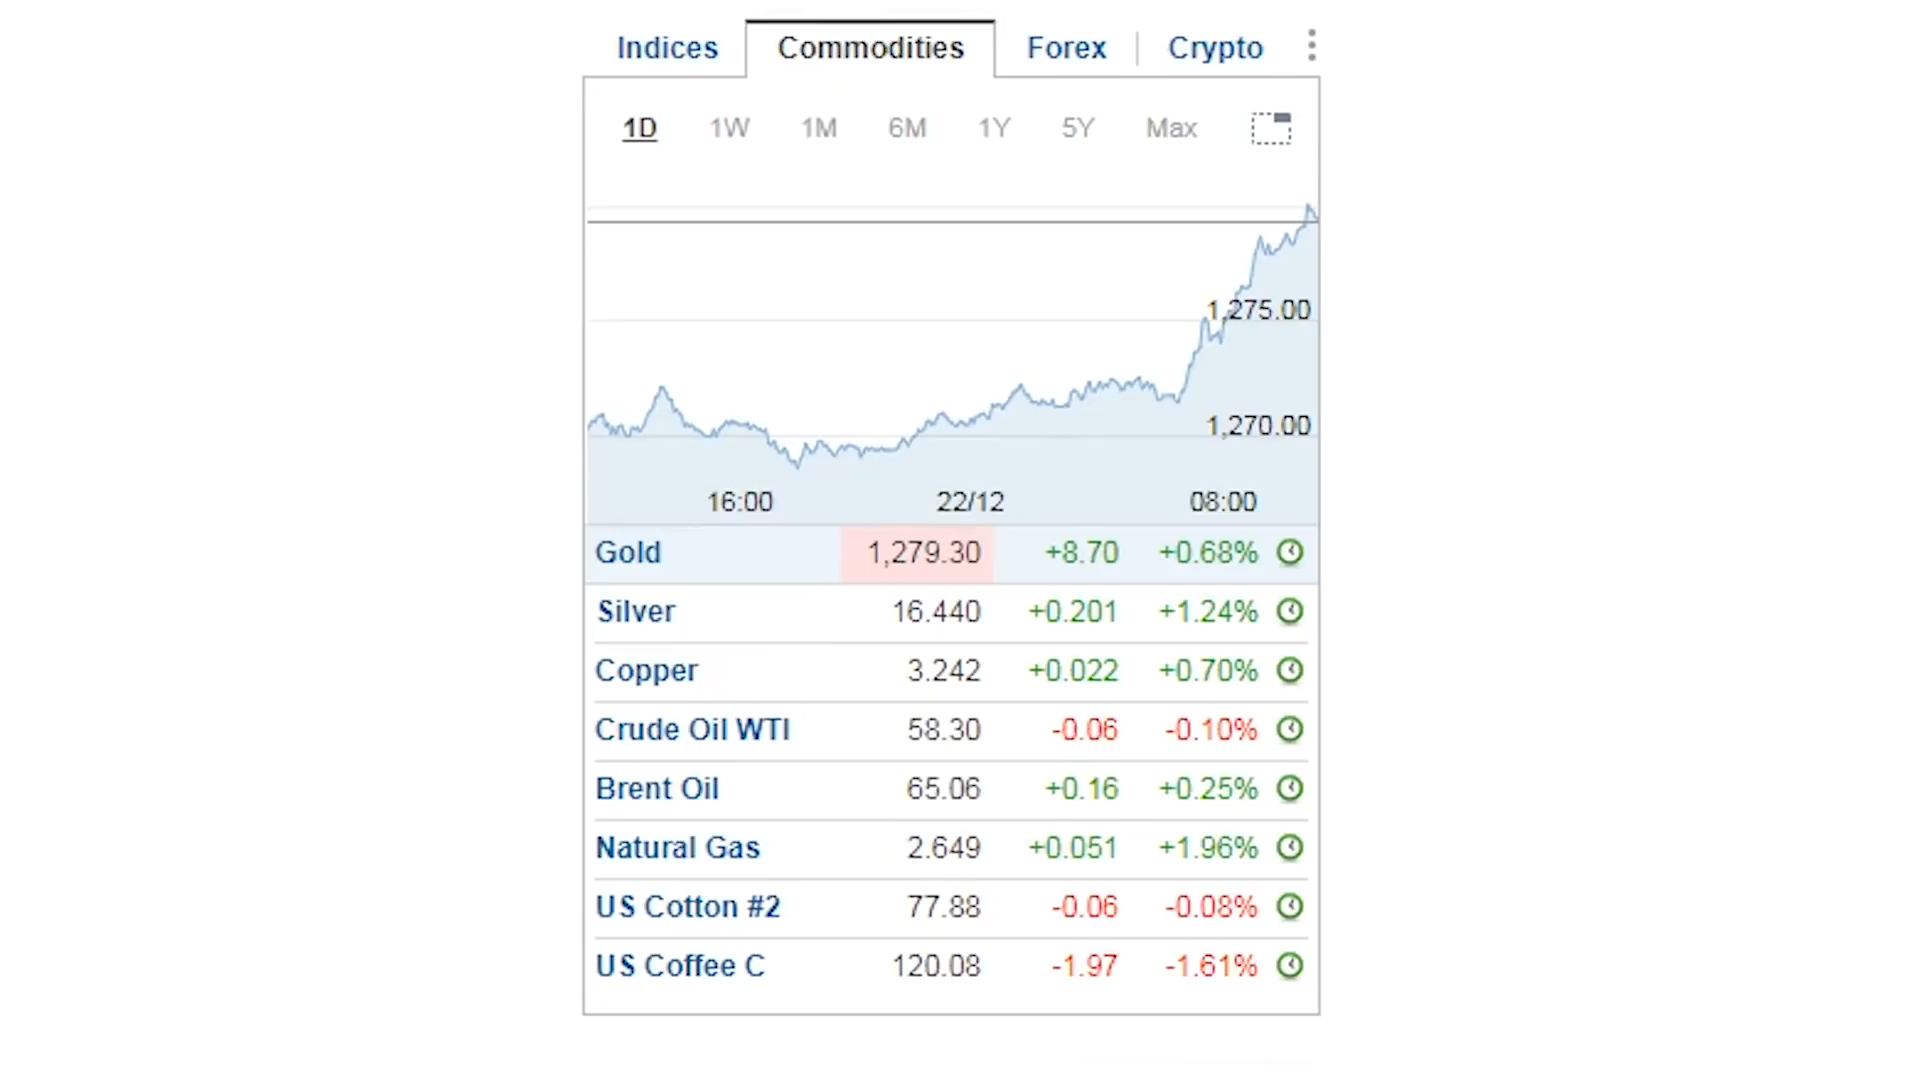 Indices Commodities Forex Crypto
1D 1W 1M 6M 1Y 5Y Max
1,275.00
1,270.00
16:00 22/12 08:00
Gold 1,279.30 +8.70 +0.68%
Silver 16.440 +0.201 +1.24%
Copper 3.242 +0.022 +0.70%
Crude Oil WTI 58.30 -0.06 -0.10%
Brent Oil 65.06 +0.16 +0.25%
Natural Gas 2.649 +0.051 +1.96%
US Cotton #2 77.88 -0.06 -0.08%
US Coffee C 120.08 -1.97 -1.61%